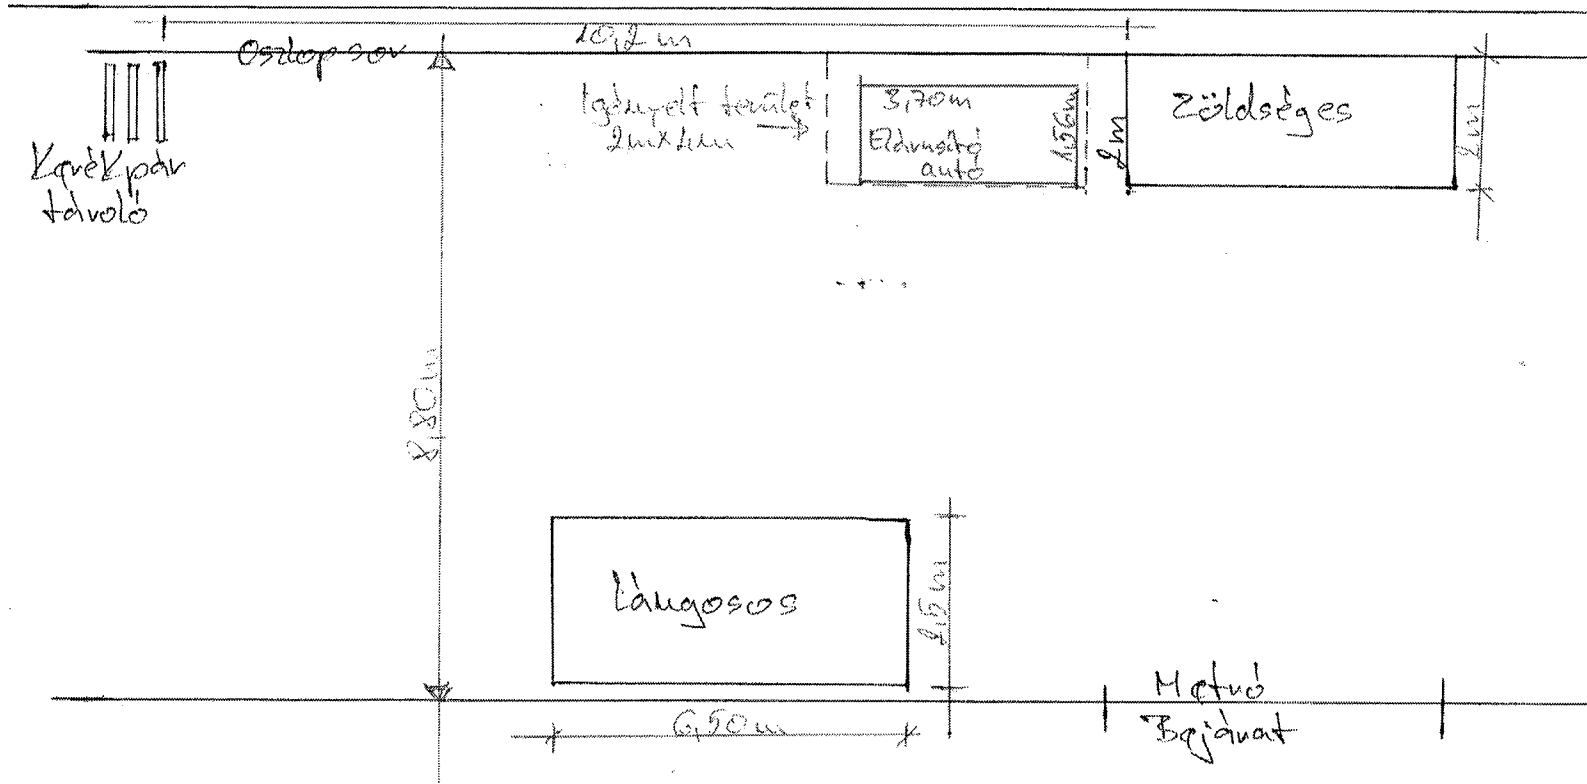 10,2 m
Oszlopsor
Igényelt terület
2m×4m
3,70m
Elárusító
autó
1,56m
2m
Zöldséges
2m
Kerékpár
tároló
8,80m
Lángosos
2,5m
6,50m
Metró
Bejárat